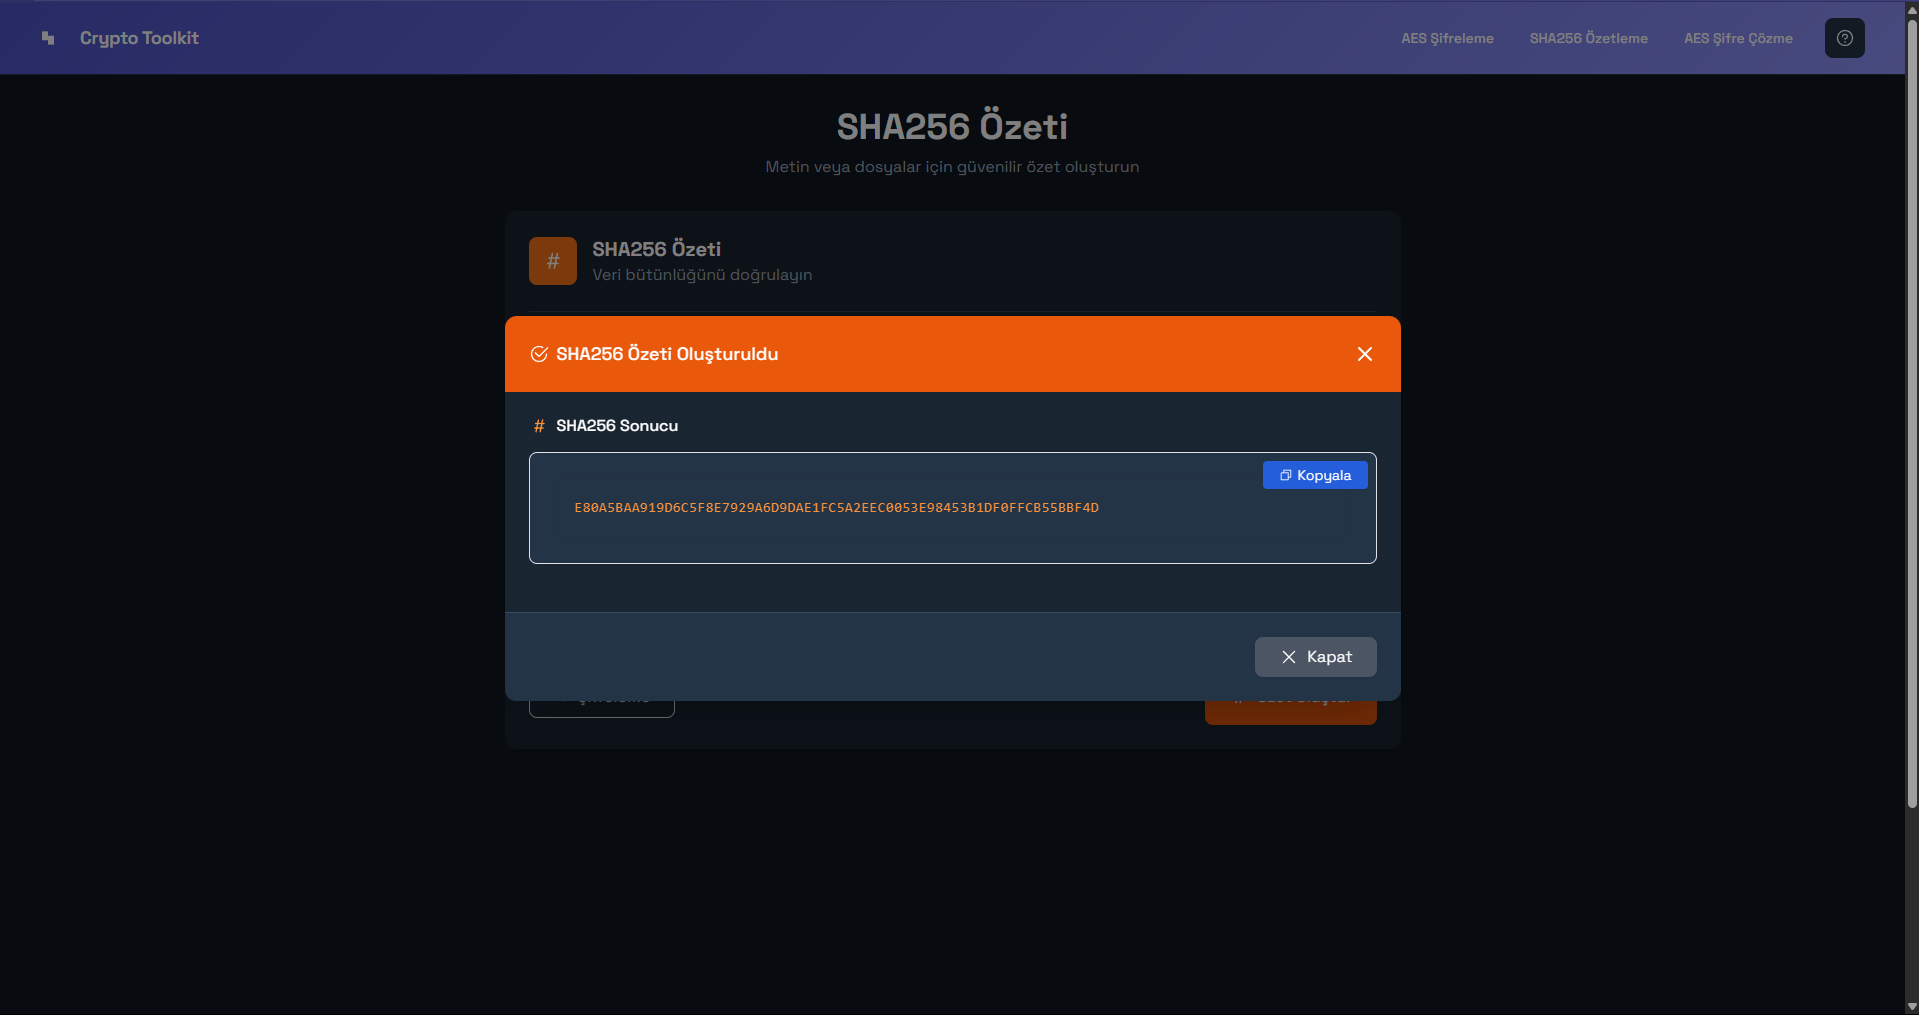 Crypto Toolkit
AES Şifreleme
SHA256 Özetleme
AES Şifre Çözme
SHA256 Özeti
Metin veya dosyalar için güvenilir özet oluşturun
# SHA256 Özeti
Veri bütünlüğünü doğrulayın
SHA256 Özeti Oluşturuldu
# SHA256 Sonucu
Kopyala
E80A5BAA919D6C5F8E7929A6D9DAE1FC5A2EEC0053E98453B1DF0FFCB55BBF4D
Kapat